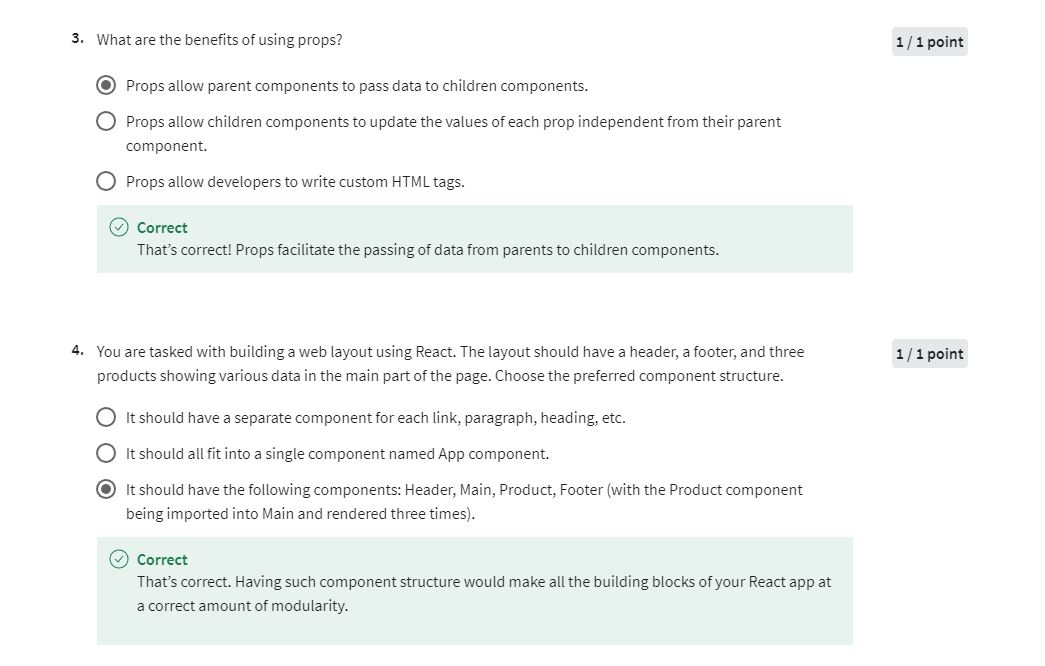 3. What are the benefits of using props?
1 / 1 point
Props allow parent components to pass data to children components.
Props allow children components to update the values of each prop independent from their parent
component.
Props allow developers to write custom HTML tags.
Correct
That’s correct! Props facilitate the passing of data from parents to children components.
4. You are tasked with building a web layout using React. The layout should have a header, a footer, and three
1 / 1 point
products showing various data in the main part of the page. Choose the preferred component structure.
It should have a separate component for each link, paragraph, heading, etc.
It should all fit into a single component named App component.
It should have the following components: Header, Main, Product, Footer (with the Product component
being imported into Main and rendered three times).
Correct
That’s correct. Having such component structure would make all the building blocks of your React app at
a correct amount of modularity.